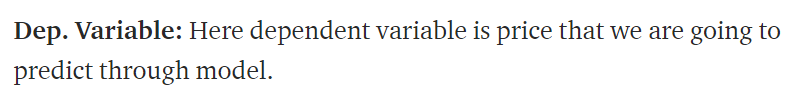 Dep. Variable: Here dependent variable is price that we are going to
predict through model.